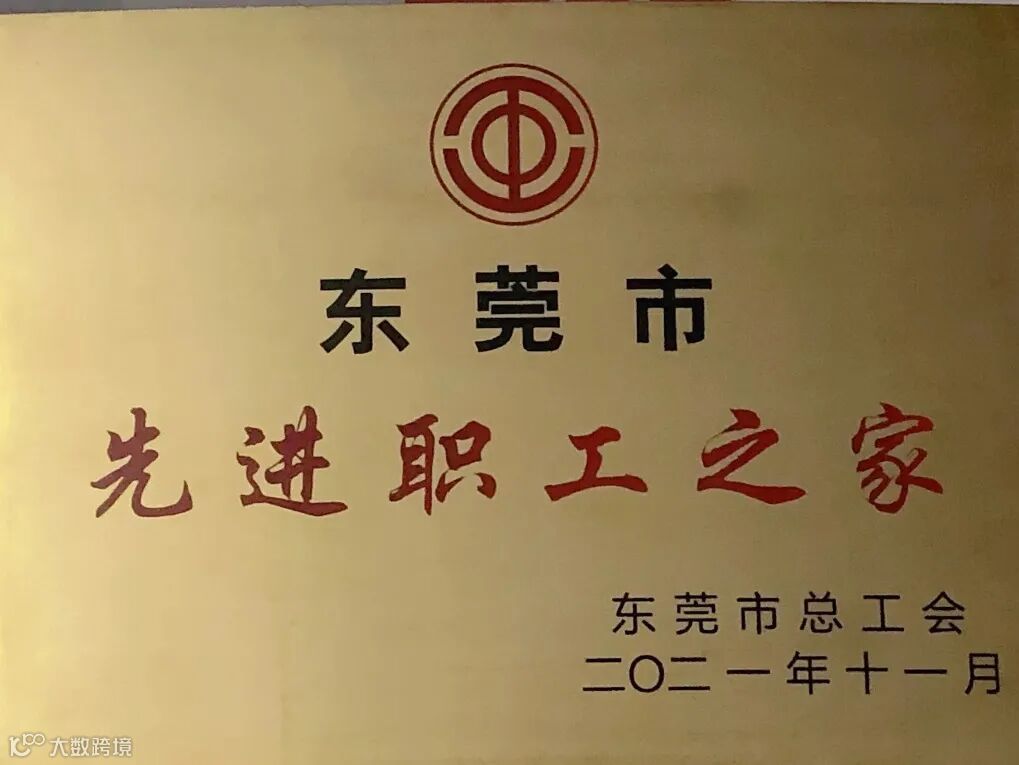 东莞市
先进职工之家
东莞市总工会
二〇二一年十一月
大数跨境